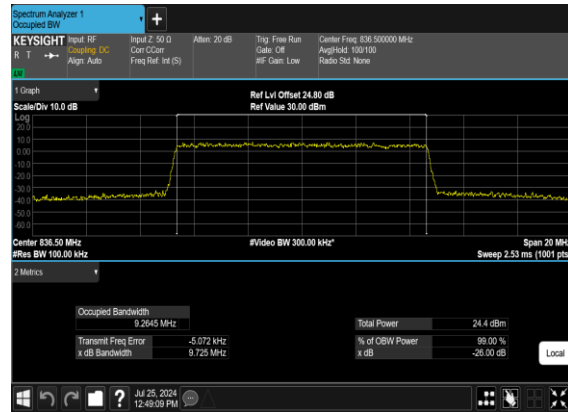 Spectrum Analyzer 1
Occupied BW
+
KEYSIGHT Input: RF Input Z: 50 Ω Atten: 20 dB Trig: Free Run Center Freq: 836.500000 MHz
R T Coupling: DC Corr CCorr Gate: Off Avg|Hold: 100/100
Align: Auto Freq Ref: Int (S) #IF Gain: Low Radio Std: None
1 Graph
Ref Lvl Offset 24.80 dB
Scale/Div 10.0 dB Ref Value 30.00 dBm
Log
20.0
10.0
0.00
-10.0
-20.0
-30.0
-40.0
-50.0
-60.0
Center 836.50 MHz #Video BW 300.00 kHz* Span 20 MHz
#Res BW 100.00 kHz Sweep 2.53 ms (1001 pts
2 Metrics
Occupied Bandwidth
9.2645 MHz Total Power 24.4 dBm
Transmit Freq Error -5.072 kHz % of OBW Power 99.00 %
x dB Bandwidth 9.725 MHz x dB -26.00 dB
Local
? Jul 25, 2024
12:49:09 PM